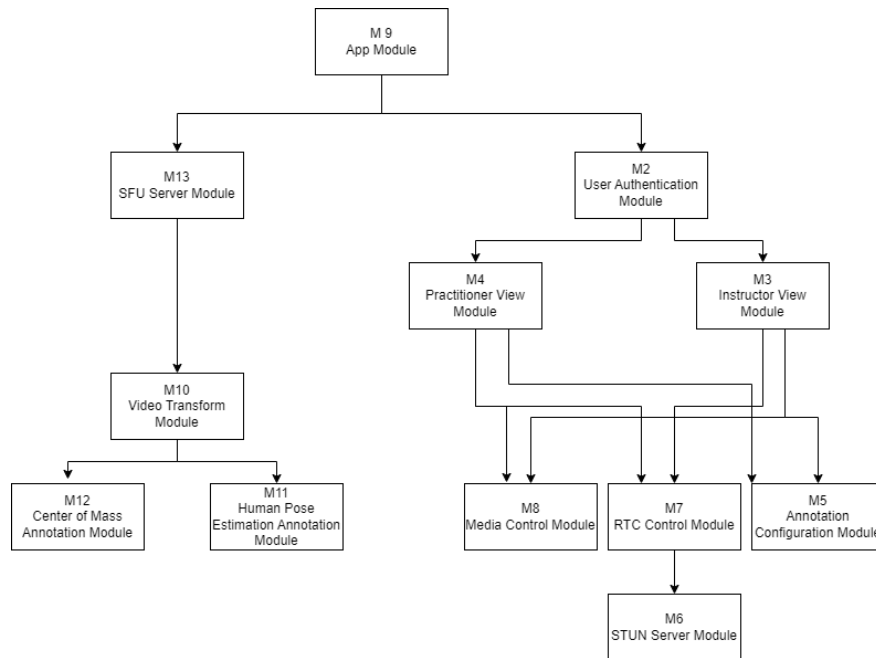 M 9
App Module
M13
SFU Server Module
M2
User Authentication
Module
M4
Practitioner View
Module
M3
Instructor View
Module
M10
Video Transform
Module
M12
Center of Mass
Annotation Module
M11
Human Pose
Estimation Annotation
Module
M8
Media Control Module
M7
RTC Control Module
M5
Annotation
Configuration Module
M6
STUN Server Module